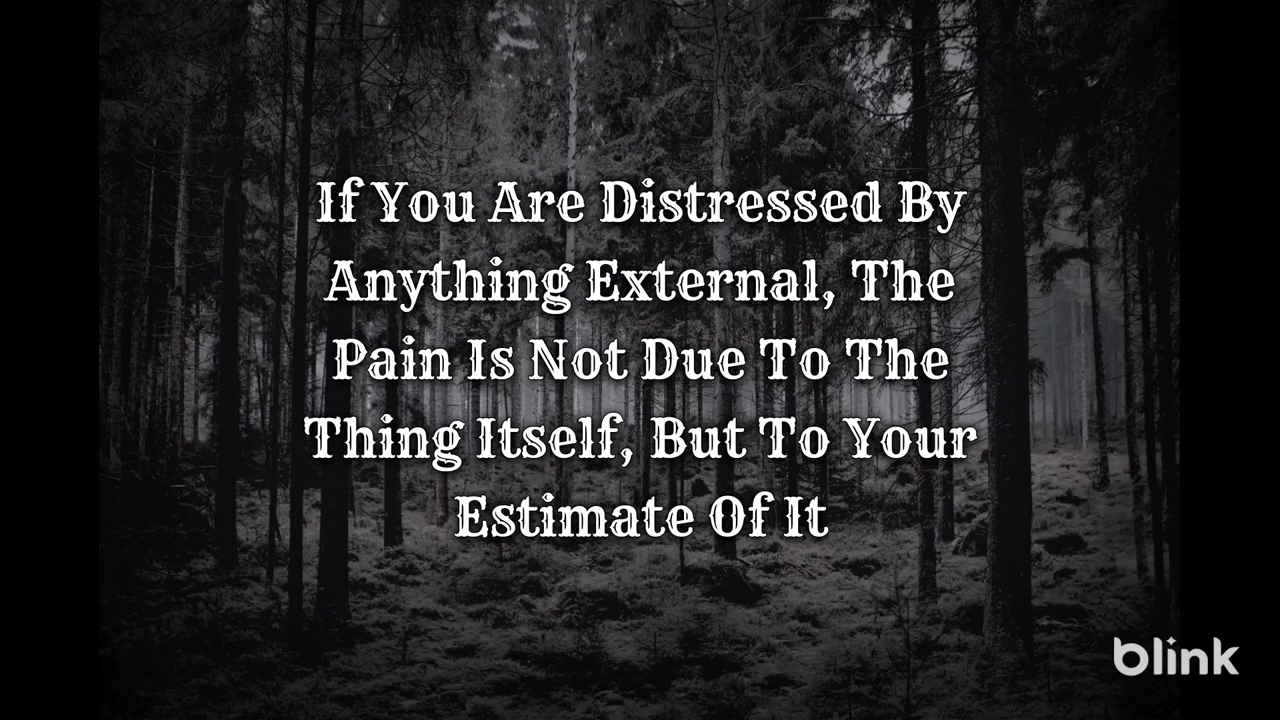 If You Are Distressed By
Anything External, The
Pain Is Not Due To The
Thing Itself, But To Your
Estimate Of It
blink